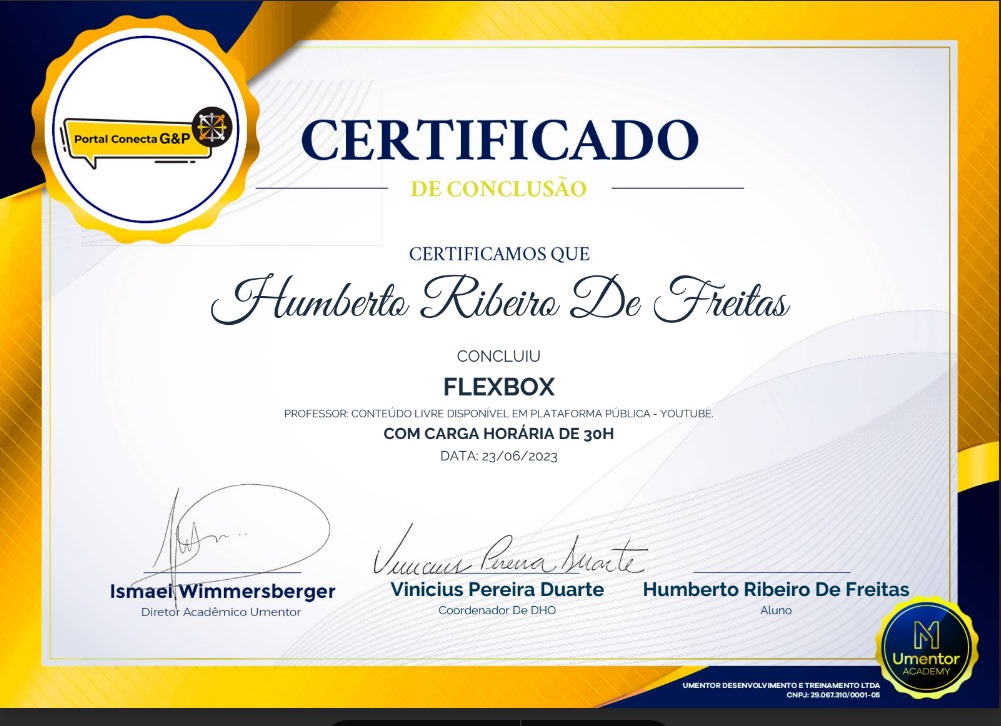 Portal Conecta G&P
CERTIFICADO
DE CONCLUSÃO
CERTIFICAMOS QUE
Humberto Ribeiro De Freitas
CONCLUIU
FLEXBOX
PROFESSOR: CONTEÚDO LIVRE DISPONÍVEL EM PLATAFORMA PÚBLICA - YOUTUBE.
COM CARGA HORÁRIA DE 30H
DATA: 23/06/2023
Vinicius Pereira Duarte
Ismael Wimmersberger
Diretor Acadêmico Umentor
Vinicius Pereira Duarte
Coordenador De DHO
Humberto Ribeiro De Freitas
Aluno
Umentor
ACADEMY
UMENTOR DESENVOLVIMENTO E TREINAMENTO LTDA
CNPJ: 29.067.310/0001-05